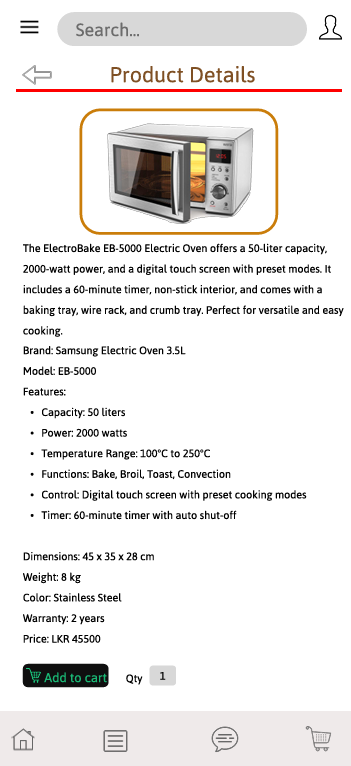 Search...
Product Details
The ElectroBake EB-5000 Electric Oven offers a 50-liter capacity,
2000-watt power, and a digital touch screen with preset modes. It
includes a 60-minute timer, non-stick interior, and comes with a
baking tray, wire rack, and crumb tray. Perfect for versatile and easy
cooking.
Brand: Samsung Electric Oven 3.5L
Model: EB-5000
Features:
• Capacity: 50 liters
• Power: 2000 watts
• Temperature Range: 100°C to 250°C
• Functions: Bake, Broil, Toast, Convection
• Control: Digital touch screen with preset cooking modes
• Timer: 60-minute timer with auto shut-off
Dimensions: 45 x 35 x 28 cm
Weight: 8 kg
Color: Stainless Steel
Warranty: 2 years
Price: LKR 45500
Add to cart Qty 1